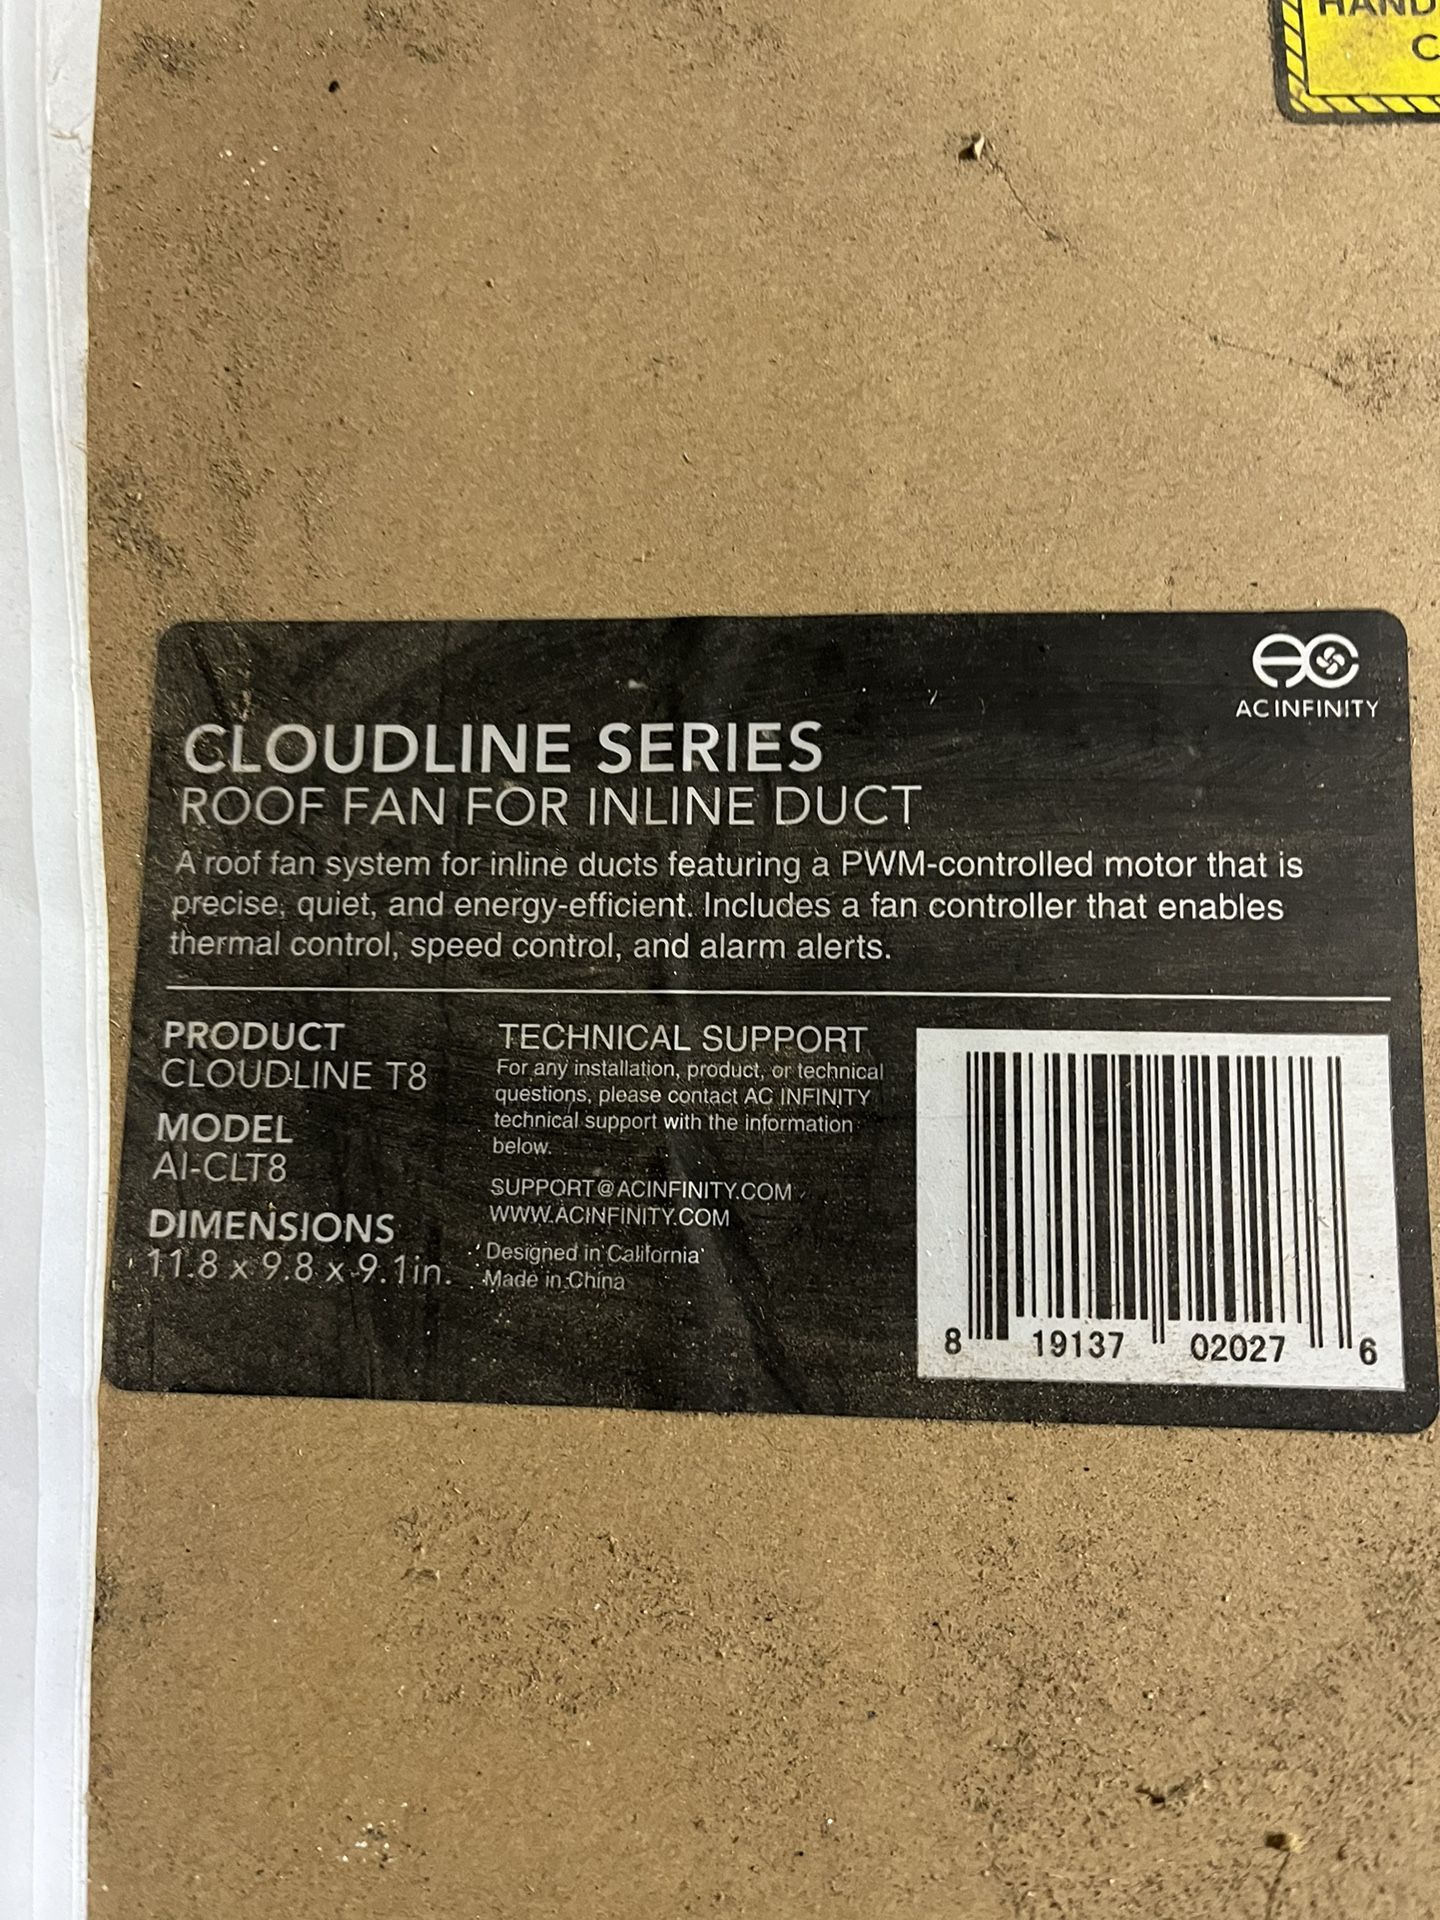 HAND
C
AC INFINITY
CLOUDLINE SERIES
ROOF FAN FOR INLINE DUCT
A roof fan system for inline ducts featuring a PWM-controlled motor that is
precise, quiet, and energy-efficient. Includes a fan controller that enables
thermal control, speed control, and alarm alerts.
PRODUCT
CLOUDLINE T8
MODEL
AI-CLT8
DIMENSIONS
11.8 x 9.8 x 9.1in.
TECHNICAL SUPPORT
For any installation, product, or technical
questions, please contact AC INFINITY
technical support with the information
below.
SUPPORT@ACINFINITY.COM
WWW.ACINFINITY.COM
Designed in California
Made in China
8 19137 02027 6